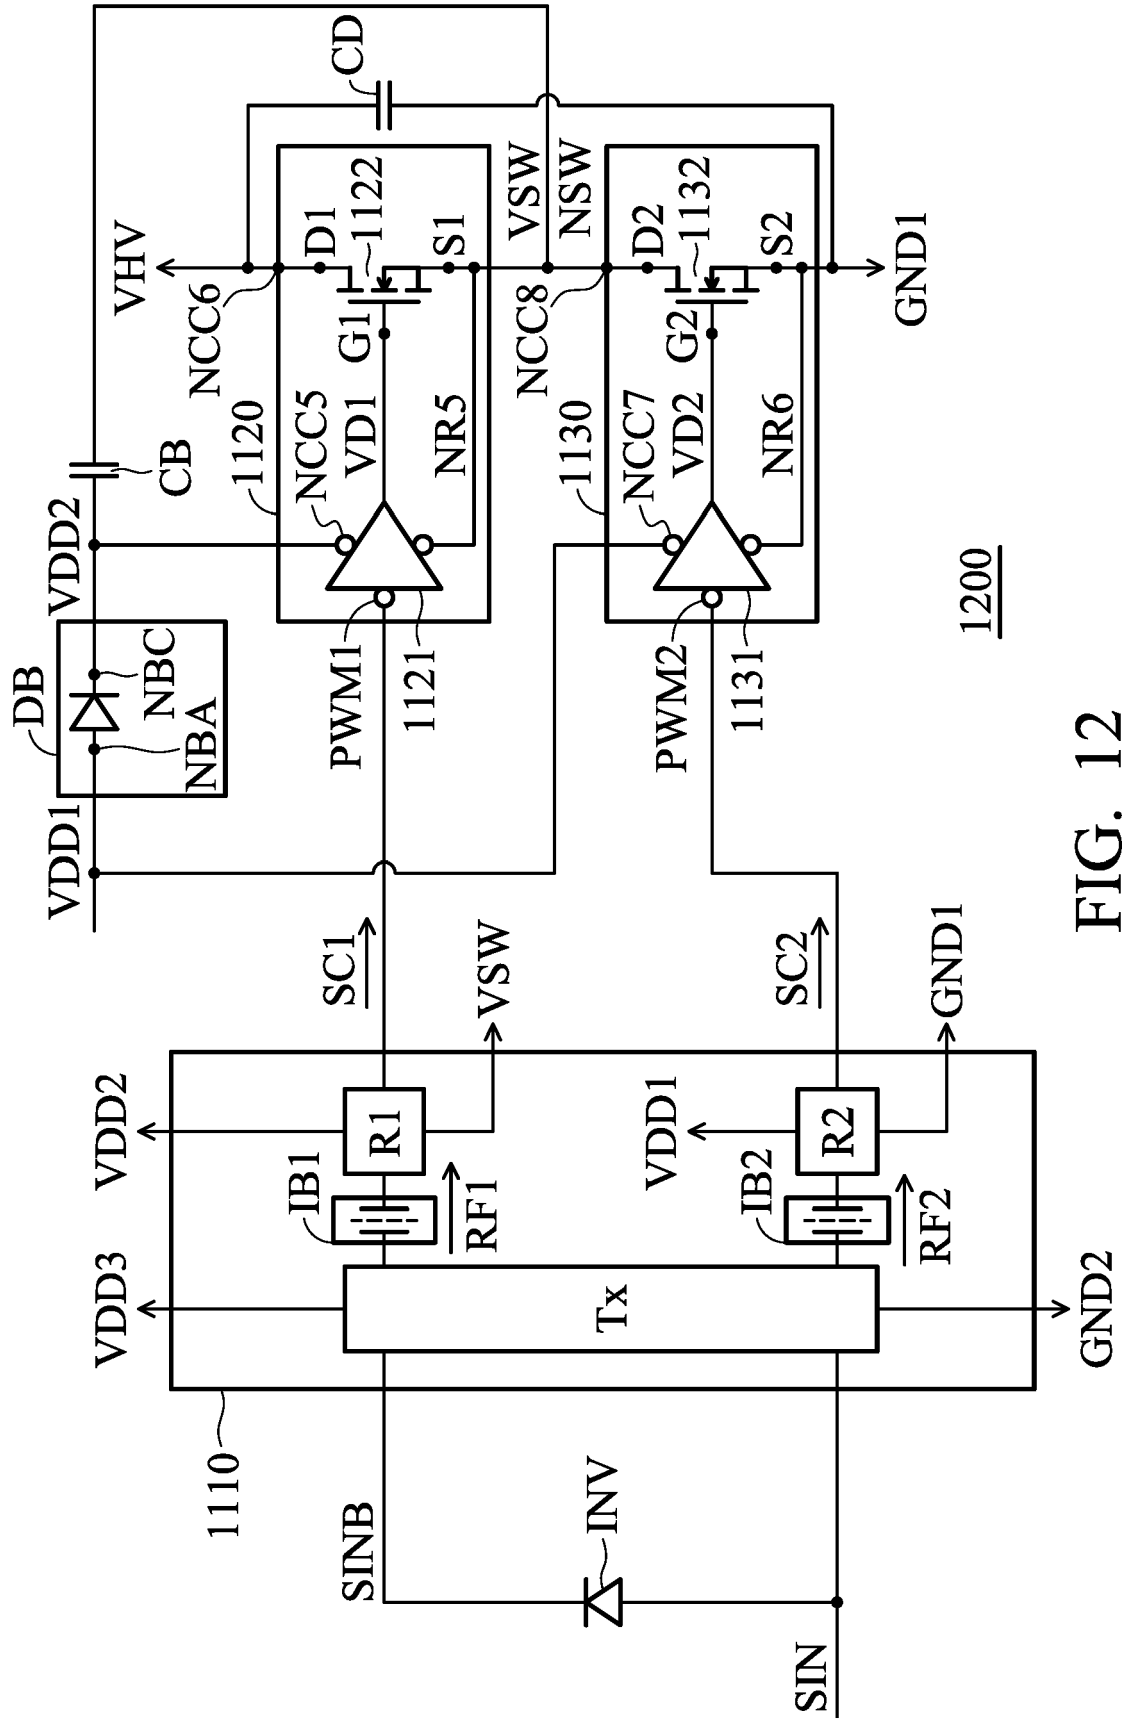 VDD1
DB
NBA
NBC
VDD2
CB
VHV
CD
NCC6
1120
NCC5
VD1
G1
D1
1122
S1
NR5
PWM1
1121
VSW
NSW
NCC8
1130
NCC7
VD2
G2
D2
1132
S2
NR6
PWM2
1131
GND1
SC1
SC2
1110
VDD3
VDD2
IB1
R1
RF1
VSW
Tx
VDD1
IB2
R2
RF2
GND1
GND2
SINB
INV
SIN
1200
FIG. 12